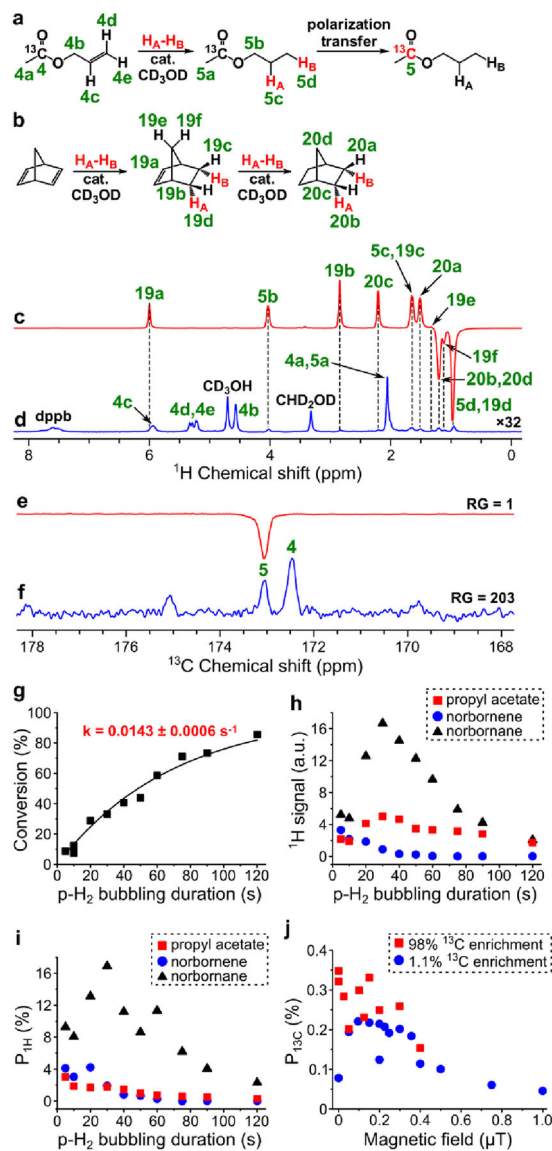 a
4d
13C
O
O
4a
4
4b
4c
4e
H
H
H
HA-HB
cat.
CD3OD
13C
O
O
5a
5b
HB
5d
HA
5c
polarization
transfer
13C
O
O
5
HB
HA
b
HA-HB
cat.
CD3OD
19e 19f
H H
19a
19c
H
HB
19b
H
HA
19d
HA-HB
cat.
CD3OD
20d
20a
H
HB
20c
H
HA
20b
c
19a
5b
19b
20c
5c,19c
20a
19e
19f
20b,20d
5d,19d
d
dppb
4c
4d,4e
CD3OH
4b
CHD2OD
4a,5a
×32
8 6 4 2 0
1H Chemical shift (ppm)
e
RG = 1
f
5
4
RG = 203
178 176 174 172 170 168
13C Chemical shift (ppm)
g
k = 0.0143 ± 0.0006 s-1
Conversion (%)
100
80
60
40
20
0
0 20 40 60 80 100 120
p-H2 bubbling duration (s)
h
propyl acetate
norbornene
norbornane
1H signal (a.u.)
16
12
8
4
0
0 20 40 60 80 100 120
p-H2 bubbling duration (s)
i
propyl acetate
norbornene
norbornane
P1H (%)
16
12
8
4
0
0 20 40 60 80 100 120
p-H2 bubbling duration (s)
j
98% 13C enrichment
1.1% 13C enrichment
P13C (%)
0.4
0.3
0.2
0.1
0
0.0 0.2 0.4 0.6 0.8 1.0
Magnetic field (µT)